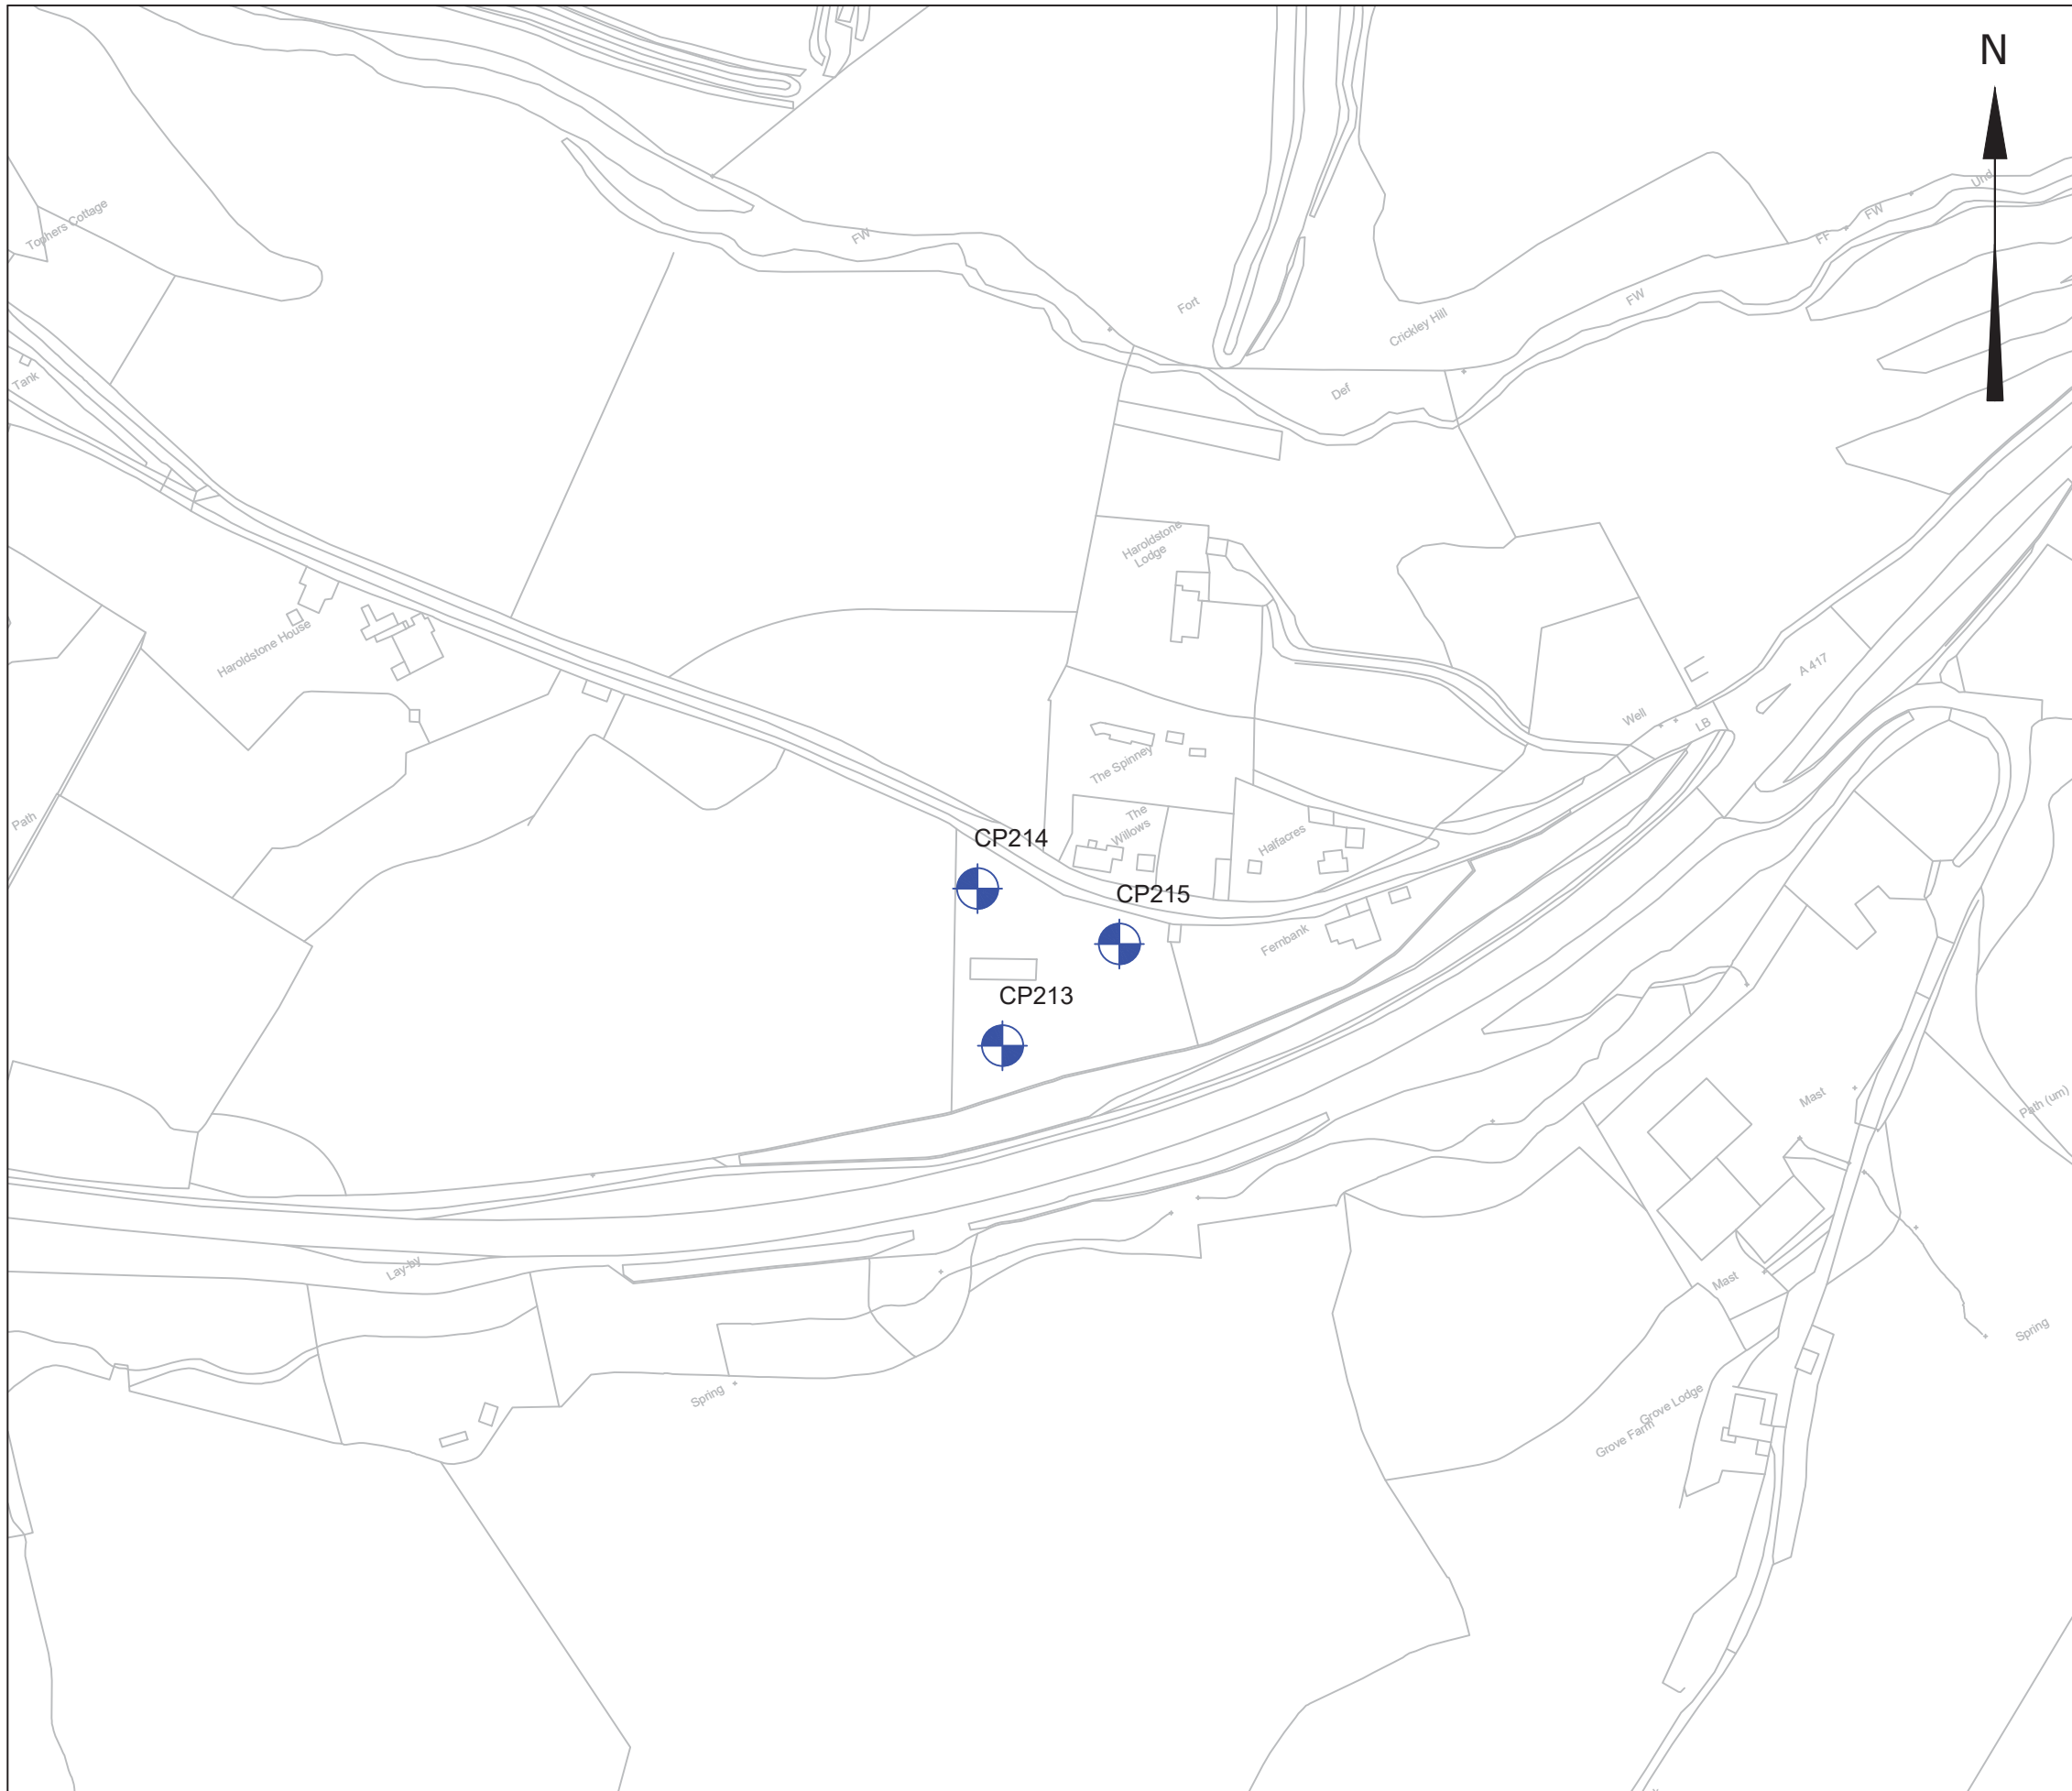 N
Und
Tophers Cottage
FW
FW
FF
Fort
FW
Crickley Hill
Tank
Def
Haroldstone
Lodge
Haroldstone House
A 417
Well
LB
The Spinney
The
Willows
Path
Halfacres
CP214
CP215
Fernbank
CP213
Mast
Path (um)
Lay-by
Mast
Spring
Spring
Grove Lodge
Grove Farm